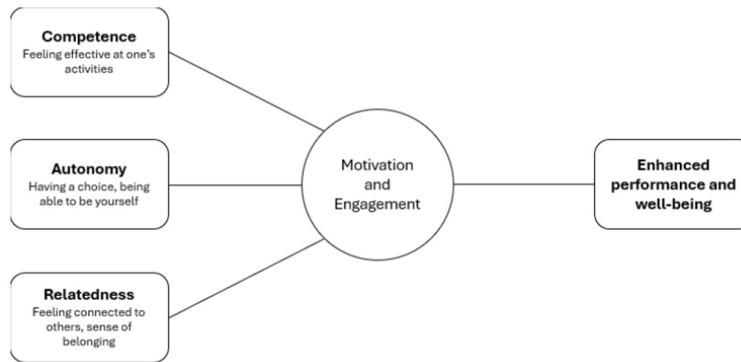 Competence
Feeling effective at one's
activities
Autonomy
Having a choice, being
able to be yourself
Relatedness
Feeling connected to
others, sense of
belonging
Motivation
and
Engagement
Enhanced
performance and
well-being